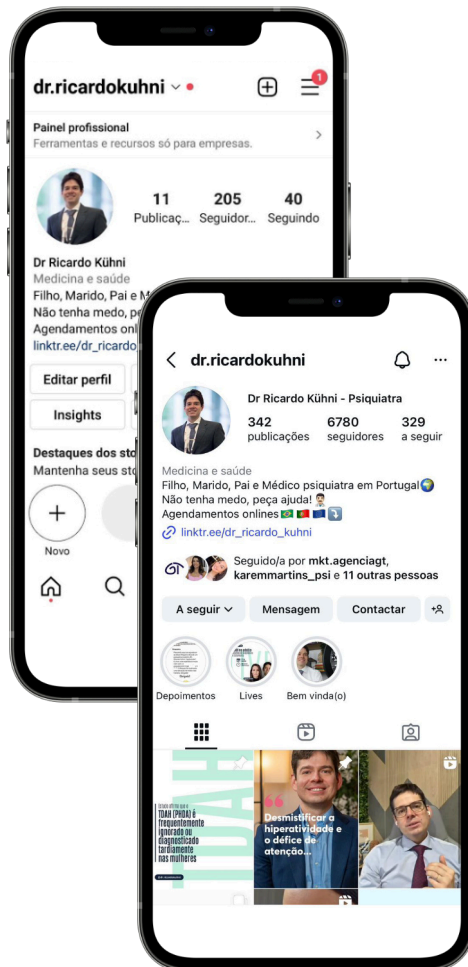 dr.ricardokuhni
1
Painel profissional
Ferramentas e recursos só para empresas.
11 205 40
Publicaç... Seguidor... Seguindo
Dr Ricardo Kühni
Medicina e saúde
Filho, Marido, Pai e M
Não tenha medo, pe
Agendamentos onl
linktr.ee/dr_ricardo
Editar perfil
Insights
Destaques dos sto
Mantenha seus sto
Novo
dr.ricardokuhni
Dr Ricardo Kühni - Psiquiatra
342 6780 329
publicações seguidores a seguir
Medicina e saúde
Filho, Marido, Pai e Médico psiquiatra em Portugal
Não tenha medo, peça ajuda!
Agendamentos onlines
linktr.ee/dr_ricardo_kuhni
Seguido/a por mkt.agenciagt,
karemmartins_psi e 11 outras pessoas
A seguir Mensagem Contactar
Depoimentos Lives Bem vinda(o)
TDAH
TDAH (PHDA) é
frequentemente
ignorado ou
diagnosticado
tardiamente
nas mulheres
Desmistificar a
hiperatividade e
o défice de
atenção...